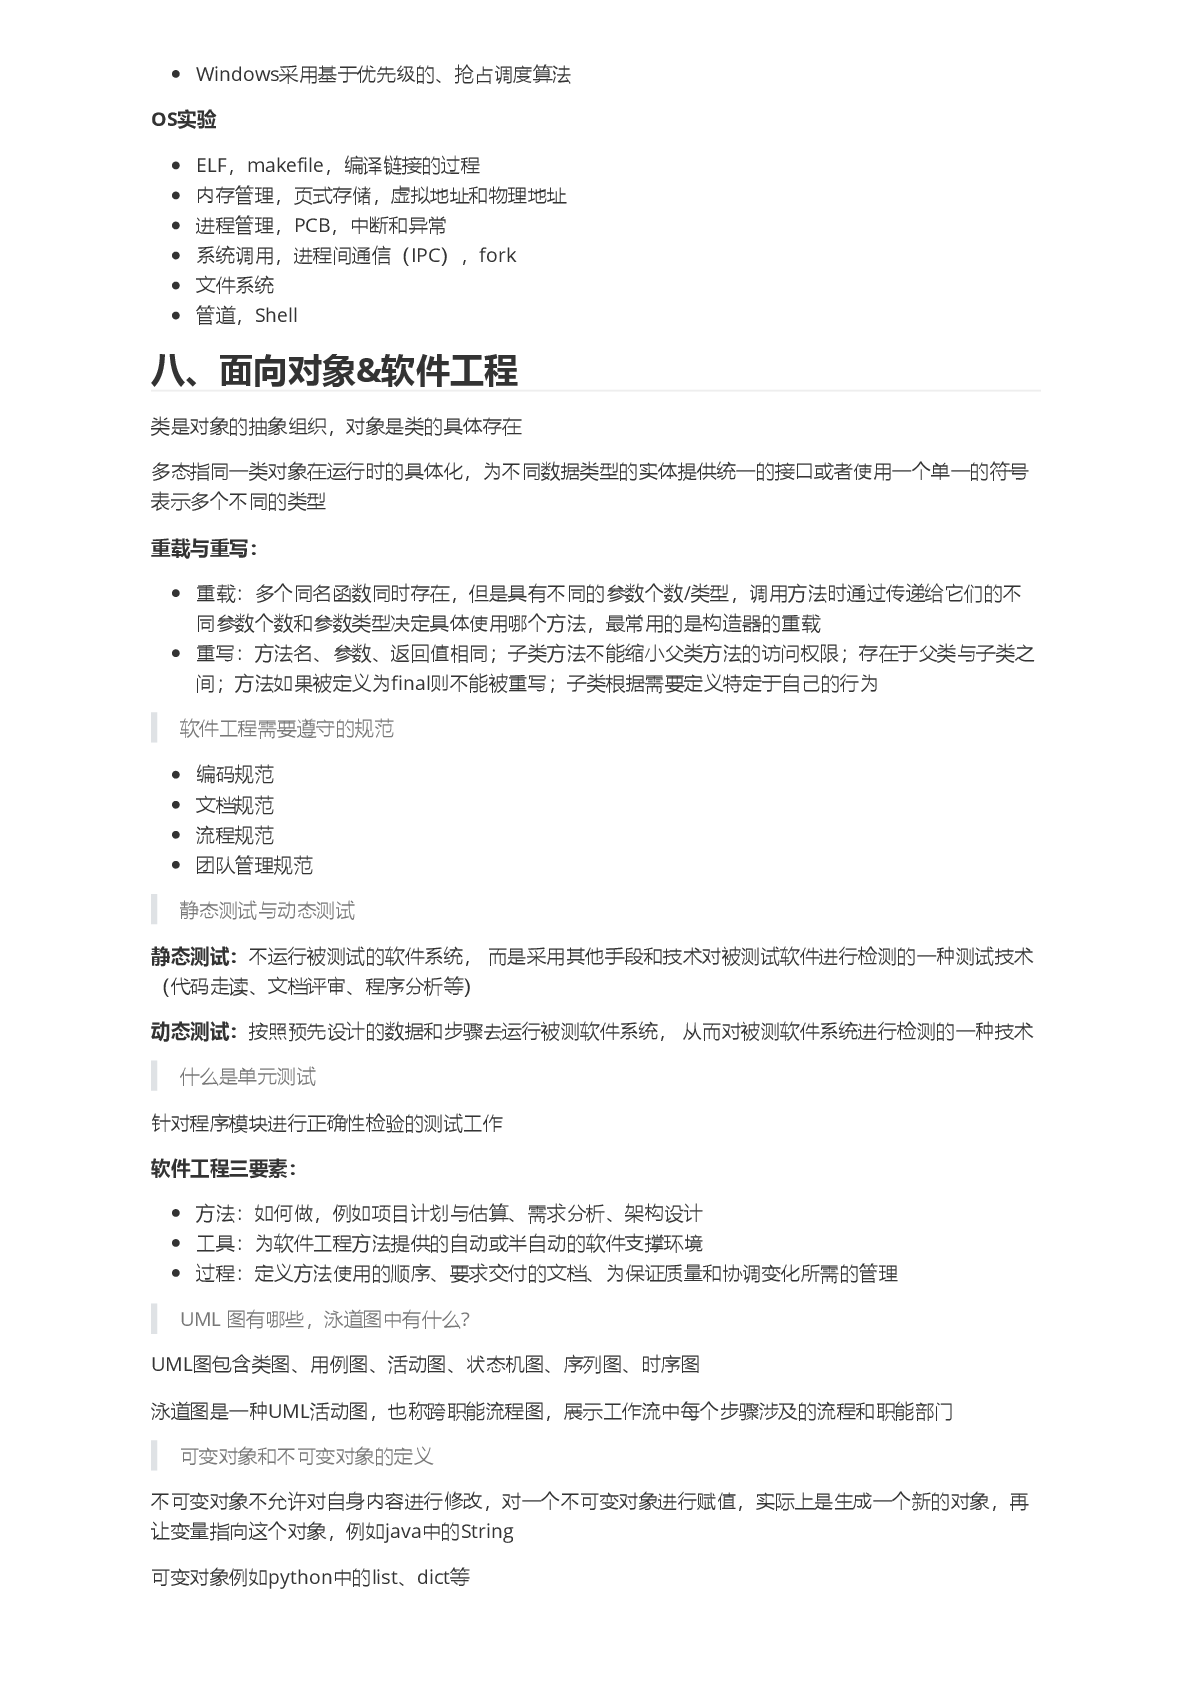 Windows采用基于优先级的、抢占调度算法
OS实验
ELF，makefile，编译链接的过程
内存管理，页式存储，虚拟地址和物理地址
进程管理，PCB，中断和异常
系统调用，进程间通信（IPC），fork
文件系统
管道，Shell
八、面向对象&软件工程
类是对象的抽象组织，对象是类的具体存在
多态指同一类对象在运行时的具体化，为不同数据类型的实体提供统一的接口或者使用一个单一的符号
表示多个不同的类型
重载与重写：
重载：多个同名函数同时存在，但是具有不同的参数个数/类型，调用方法时通过传递给它们的不
同参数个数和参数类型决定具体使用哪个方法，最常用的是构造器的重载
重写：方法名、参数、返回值相同；子类方法不能缩小父类方法的访问权限；存在于父类与子类之
间；方法如果被定义为final则不能被重写；子类根据需要定义特定于自己的行为
软件工程需要遵守的规范
编码规范
文档规范
流程规范
团队管理规范
静态测试与动态测试
静态测试：不运行被测试的软件系统， 而是采用其他手段和技术对被测试软件进行检测的一种测试技术
（代码走读、文档评审、程序分析等)
动态测试：按照预先设计的数据和步骤去运行被测软件系统， 从而对被测软件系统进行检测的一种技术
什么是单元测试
针对程序模块进行正确性检验的测试工作
软件工程三要素：
方法：如何做，例如项目计划与估算、需求分析、架构设计
工具：为软件工程方法提供的自动或半自动的软件支撑环境
过程：定义方法使用的顺序、要求交付的文档、为保证质量和协调变化所需的管理
UML 图有哪些，泳道图中有什么?
UML图包含类图、用例图、活动图、状态机图、序列图、时序图
泳道图是一种UML活动图，也称跨职能流程图，展示工作流中每个步骤涉及的流程和职能部门
可变对象和不可变对象的定义
不可变对象不允许对自身内容进行修改，对一个不可变对象进行赋值，实际上是生成一个新的对象，再
让变量指向这个对象，例如java中的String
可变对象例如python中的list、dict等